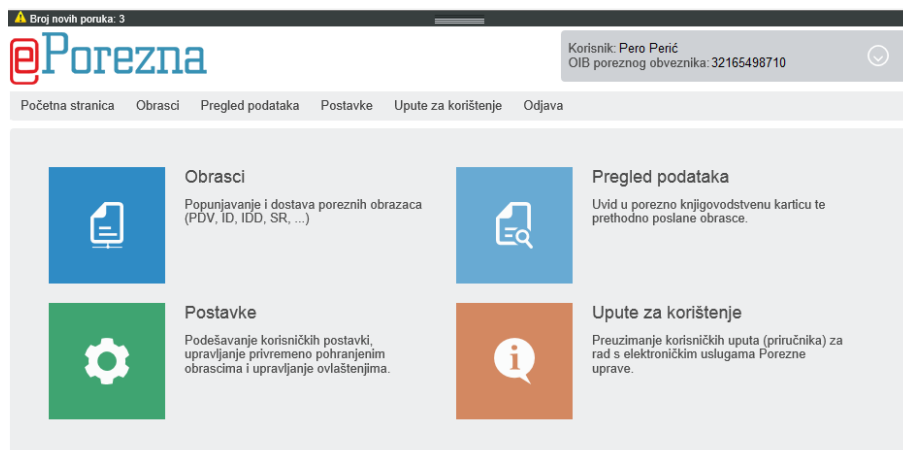 Broj novih poruka: 3
ePorezna
Korisnik: Pero Perić
OIB poreznog obveznika: 32165498710
Početna stranica Obrasci Pregled podataka Postavke Upute za korištenje Odjava
Obrasci
Popunjavanje i dostava poreznih obrazaca
(PDV, ID, IDD, SR, ...)
Pregled podataka
Uvid u porezno knjigovodstvenu karticu te
prethodno poslane obrasce.
Postavke
Podešavanje korisničkih postavki,
upravljanje privremeno pohranjenim
obrascima i upravljanje ovlaštenjima.
Upute za korištenje
Preuzimanje korisničkih uputa (priručnika) za
rad s elektroničkim uslugama Porezne
uprave.